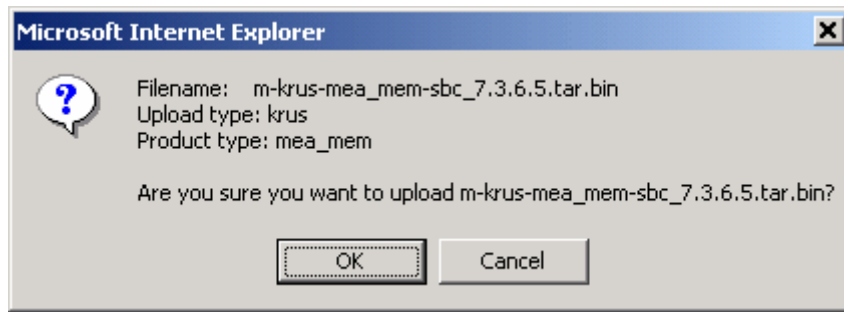 Microsoft Internet Explorer
Filename: m-krus-mea_mem-sbc_7.3.6.5.tar.bin
Upload type: krus
Product type: mea_mem
Are you sure you want to upload m-krus-mea_mem-sbc_7.3.6.5.tar.bin?
OK
Cancel